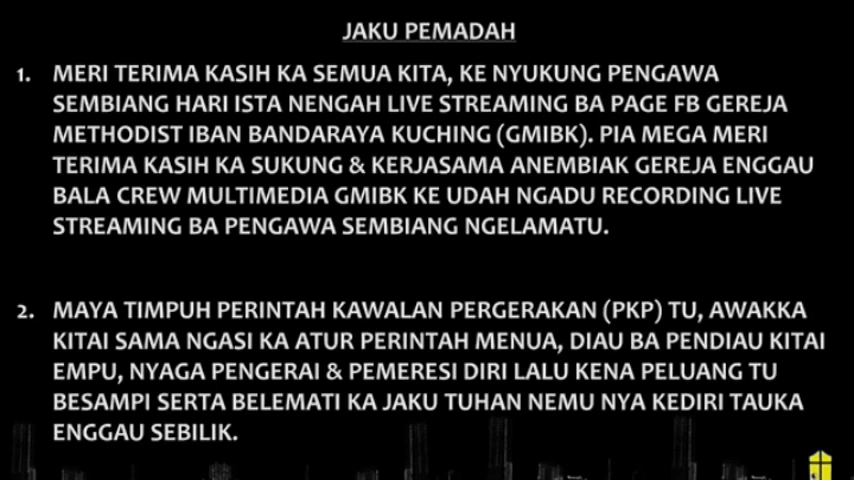 JAKU PEMADAH
1. MERI TERIMA KASIH KA SEMUA KITA, KE NYUKUNG PENGAWA
SEMBIANG HARI ISTA NENGAH LIVE STREAMING BA PAGE FB GEREJA
METHODIST IBAN BANDARAYA KUCHING (GMIBK). PIA MEGA MERI
TERIMA KASIH KA SUKUNG & KERJASAMA ANEMBIAK GEREJA ENGGAU
BALA CREW MULTIMEDIA GMIBK KE UDAH NGADU RECORDING LIVE
STREAMING BA PENGAWA SEMBIANG NGELAMATU.
2. MAYA TIMPUH PERINTAH KAWALAN PERGERAKAN (PKP) TU, AWAKKA
KITAI SAMA NGASI KA ATUR PERINTAH MENUA, DIAU BA PENDIAU KITAI
EMPU, NYAGA PENGERAI & PEMERESI DIRI LALU KENA PELUANG TU
BESAMPI SERTA BELEMATI KA JAKU TUHAN NEMU NYA KEDIRI TAUKA
ENGGAU SEBILIK.